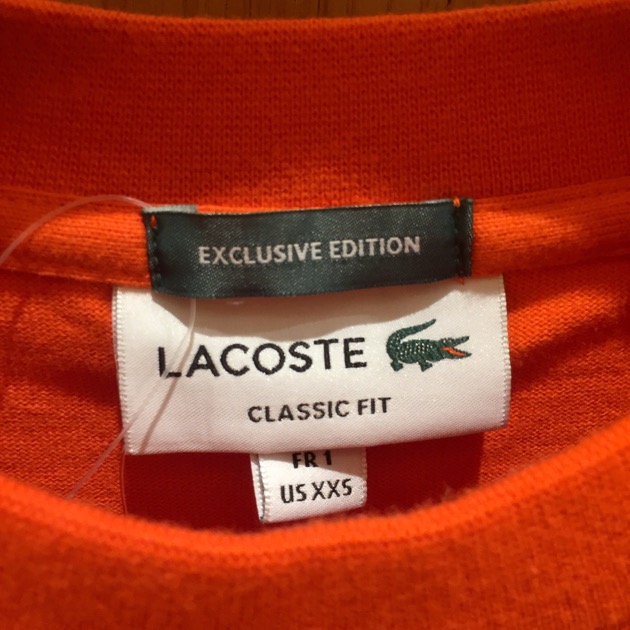 EXCLUSIVE EDITION
LACOSTE
CLASSIC FIT
FR 1
US XXS